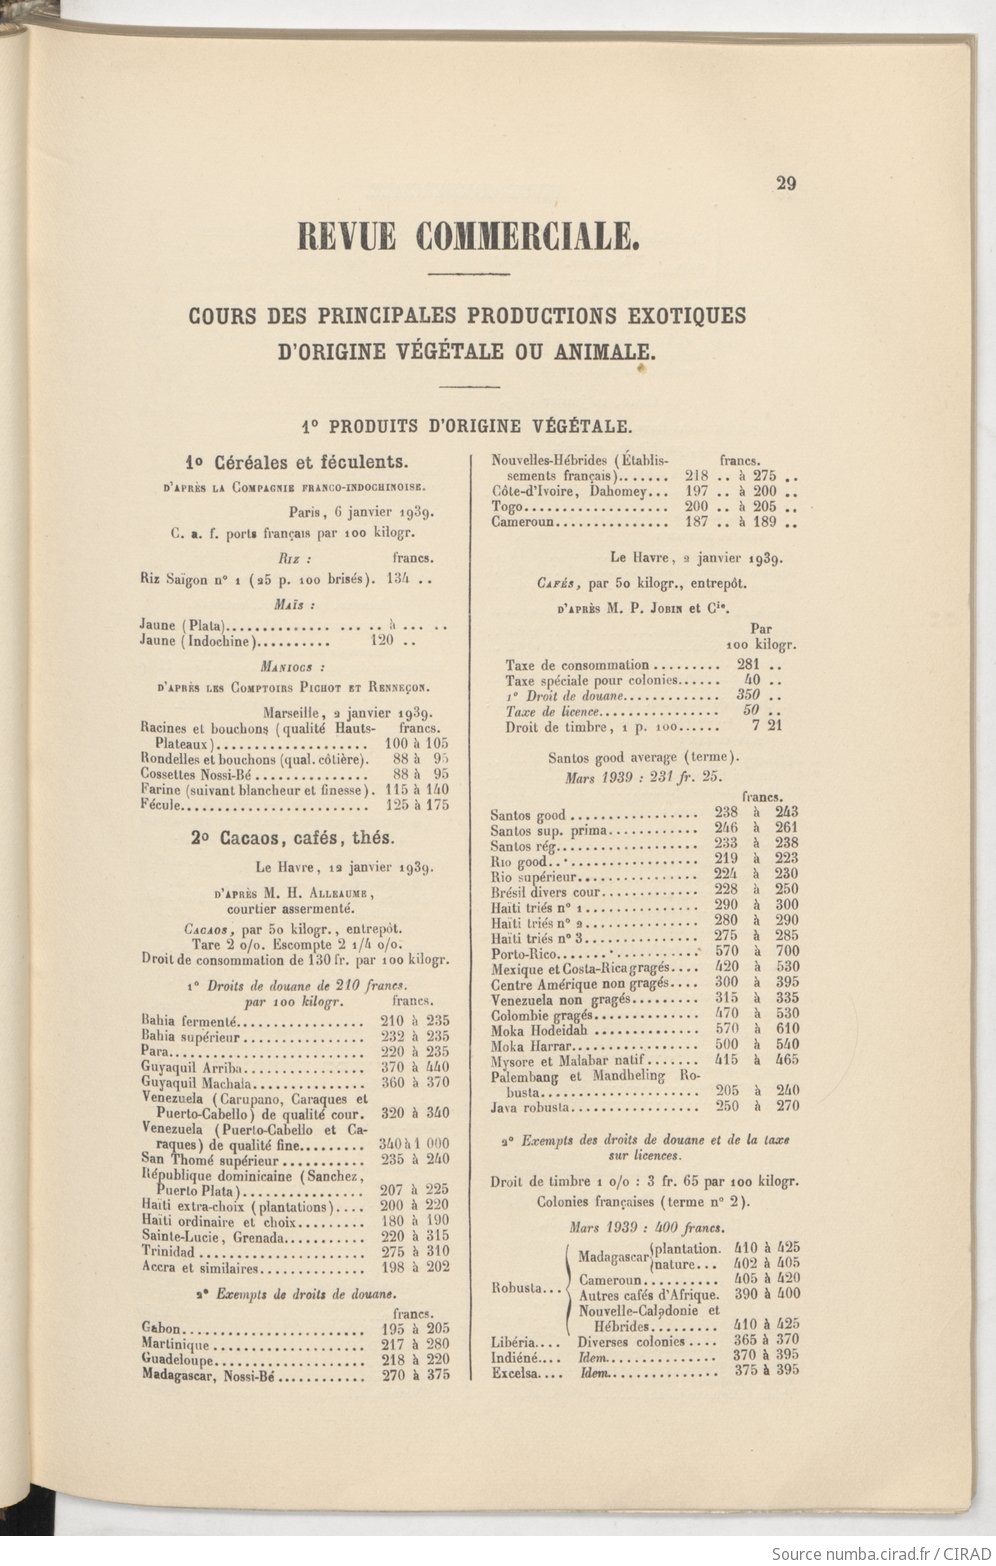 29
REVUE COMMERCIALE.
COURS DES PRINCIPALES PRODUCTIONS EXOTIQUES
D'ORIGINE VÉGÉTALE OU ANIMALE.
1° PRODUITS D'ORIGINE VÉGÉTALE.
1o Céréales et féculents.
D'APRÈS LA COMPAGNIE FRANCO-INDOCHINOISE.
Paris, 6 janvier 1939.
C. a. f. ports français par 100 kilogr.
RIZ : francs.
Riz Saïgon n° 1 (25 p. 100 brisés). 134 ..
MAÏS :
Jaune (Plata)............. ... .. à ... ..
Jaune (Indochine).......... 120 ..
MANIOCS :
D'APRÈS LES COMPTOIRS PICHOT ET RENNEÇON.
Marseille, 2 janvier 1939.
Racines et bouchons (qualité Hauts- francs.
Plateaux).................... 100 à 105
Rondelles et bouchons (qual. côtière). 88 à 95
Cossettes Nossi-Bé............... 88 à 95
Farine (suivant blancheur et finesse). 115 à 140
Fécule......................... 125 à 175
2o Cacaos, cafés, thés.
Le Havre, 12 janvier 1939.
D'APRÈS M. H. ALLEAUME,
courtier assermenté.
CACAOS, par 50 kilogr., entrepôt.
Tare 2 o/o. Escompte 2 1/4 o/o.
Droit de consommation de 130 fr. par 100 kilogr.
1° Droits de douane de 210 francs.
par 100 kilogr. francs.
Bahia fermenté................. 210 à 235
Bahia supérieur................ 232 à 235
Para.......................... 220 à 235
Guyaquil Arriba................ 370 à 440
Guyaquil Machala............... 360 à 370
Venezuela (Carupano, Caraques et
Puerto-Cabello) de qualité cour. 320 à 340
Venezuela (Puerto-Cabello et Ca-
raques) de qualité fine......... 340 à 1 000
San Thomé supérieur........... 235 à 240
République dominicaine (Sanchez,
Puerto Plata)................ 207 à 225
Haïti extra-choix (plantations).... 200 à 220
Haïti ordinaire et choix......... 180 à 190
Sainte-Lucie, Grenada........... 220 à 315
Trinidad...................... 275 à 310
Accra et similaires.............. 198 à 202
2° Exempts de droits de douane.
francs.
Gabon........................ 195 à 205
Martinique.................... 217 à 280
Guadeloupe.................... 218 à 220
Madagascar, Nossi-Bé............ 270 à 375
Nouvelles-Hébrides (Établis- francs.
sements français)....... 218 .. à 275 ..
Côte-d'Ivoire, Dahomey... 197 .. à 200 ..
Togo................... 200 .. à 205 ..
Cameroun............... 187 .. à 189 ..
Le Havre, 2 janvier 1939.
CAFÉS, par 50 kilogr., entrepôt.
D'APRÈS M. P. JOBIN et Cie.
Par
100 kilogr.
Taxe de consommation......... 281 ..
Taxe spéciale pour colonies...... 40 ..
1° Droit de douane............. 350 ..
Taxe de licence................ 50 ..
Droit de timbre, 1 p. 100...... 7 21
Santos good average (terme).
Mars 1939 : 231 fr. 25.
francs.
Santos good................. 238 à 243
Santos sup. prima............ 246 à 261
Santos rég.................. 233 à 238
Rio good................... 219 à 223
Rio supérieur................ 224 à 230
Brésil divers cour............. 228 à 250
Haïti triés n° 1............... 290 à 300
Haïti triés n° 2............... 280 à 290
Haïti triés n° 3............... 275 à 285
Porto-Rico.................. 570 à 700
Mexique et Costa-Rica gragés.... 420 à 530
Centre Amérique non gragés.... 300 à 395
Venezuela non gragés......... 315 à 335
Colombie gragés.............. 470 à 530
Moka Hodeidah.............. 570 à 610
Moka Harrar................. 500 à 540
Mysore et Malabar natif....... 415 à 465
Palembang et Mandheling Ro-
busta..................... 205 à 240
Java robusta................. 250 à 270
2° Exempts des droits de douane et de la taxe
sur licences.
Droit de timbre 1 o/o : 3 fr. 65 par 100 kilogr.
Colonies françaises (terme n° 2).
Mars 1939 : 400 francs.
Robusta... Madagascar plantation. 410 à 425
nature... 402 à 405
Cameroun.......... 405 à 420
Autres cafés d'Afrique. 390 à 400
Nouvelle-Calédonie et
Hébrides......... 410 à 425
Libéria.... Diverses colonies.... 365 à 370
Indiéné.... Idem.............. 370 à 395
Excelsa.... Idem.............. 375 à 395
Source numba.cirad.fr / CIRAD